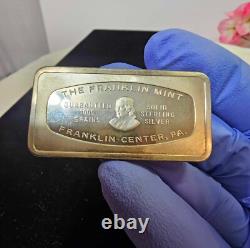 THE FRANKLIN MINT
GUARANTEED SOLID
1000 STERLING
GRAINS SILVER
FRANKLIN CENTER, PA.